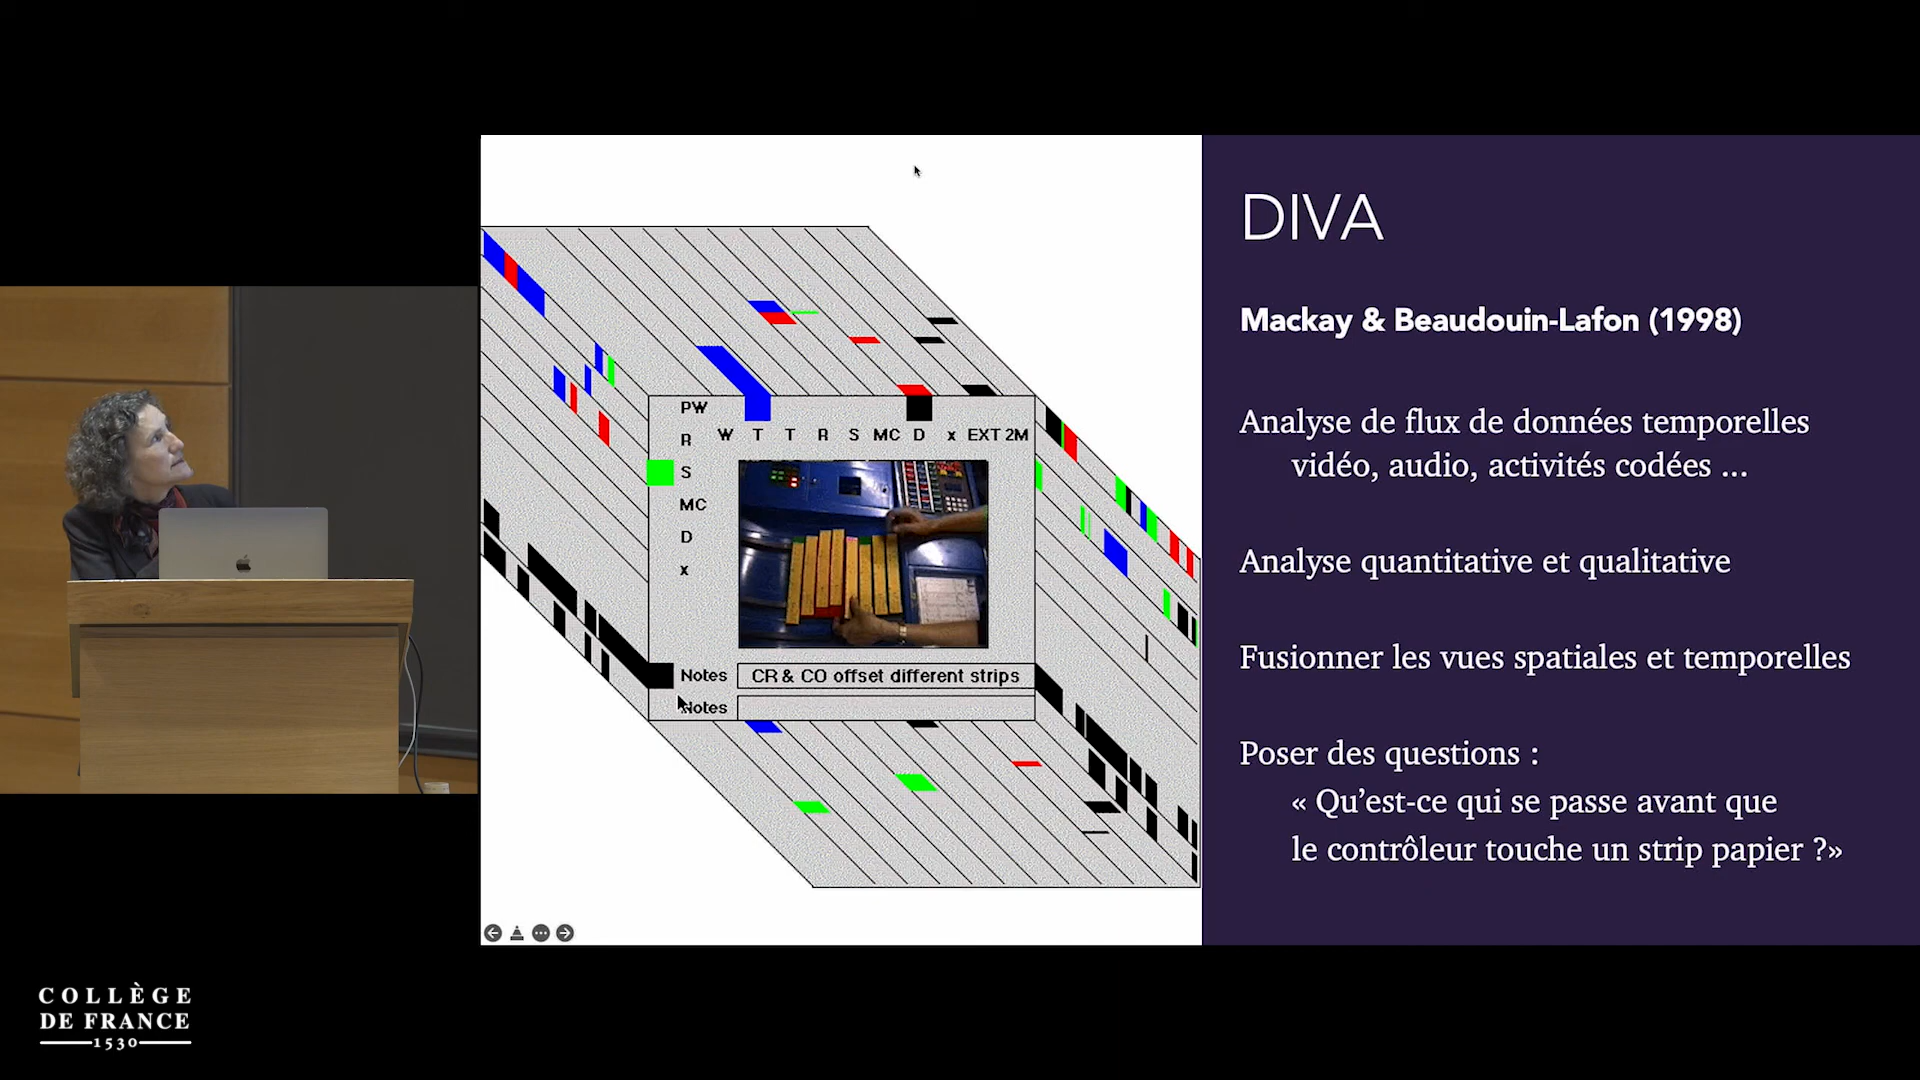 DIVA
Mackay & Beaudouin-Lafon (1998)
Analyse de flux de données temporelles
vidéo, audio, activités codées ...
Analyse quantitative et qualitative
Fusionner les vues spatiales et temporelles
Poser des questions :
« Qu’est-ce qui se passe avant que
le contrôleur touche un strip papier ?»
PW
R
S
MC
D
x
W T T R S MC D x EXT 2M
Notes CR & CO offset different strips
Notes
COLLÈGE
DE FRANCE
1530